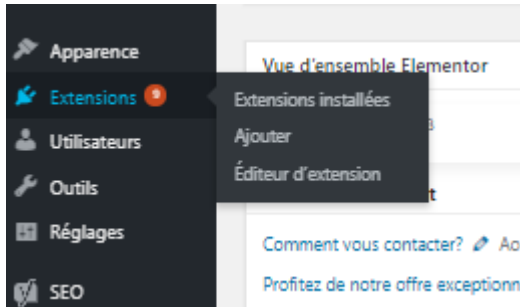 Apparence
Vue d'ensemble Elementor
Extensions 9
Extensions installées
Ajouter
Utilisateurs
Éditeur d'extension
Outils
Réglages
Comment vous contacter?
Profitez de notre offre
SEO